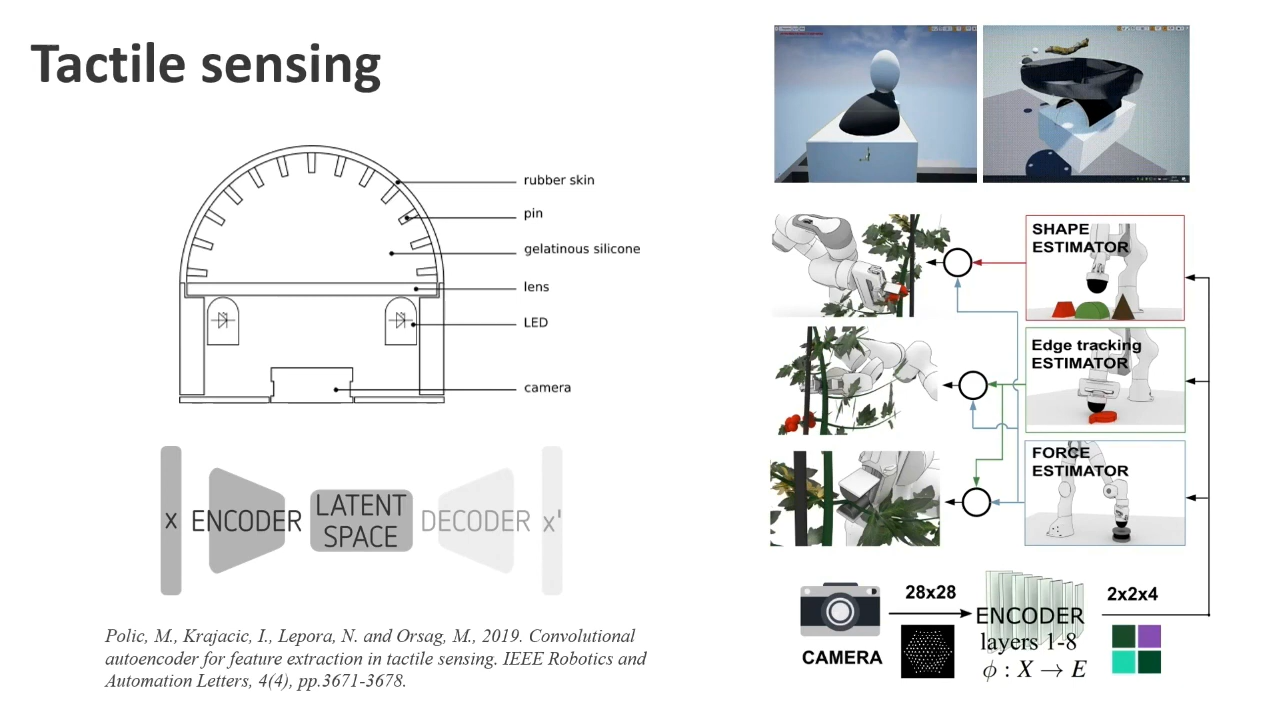 Tactile sensing
rubber skin
pin
gelatinous silicone
lens
LED
camera
x
ENCODER
LATENT
SPACE
DECODER
x'
Polic, M., Krajacic, I., Lepora, N. and Orsag, M., 2019. Convolutional
autoencoder for feature extraction in tactile sensing. IEEE Robotics and
Automation Letters, 4(4), pp.3671-3678.
SHAPE
ESTIMATOR
Edge tracking
ESTIMATOR
FORCE
ESTIMATOR
CAMERA
28x28
ENCODER
layers 1-8
ϕ : X → E
2x2x4